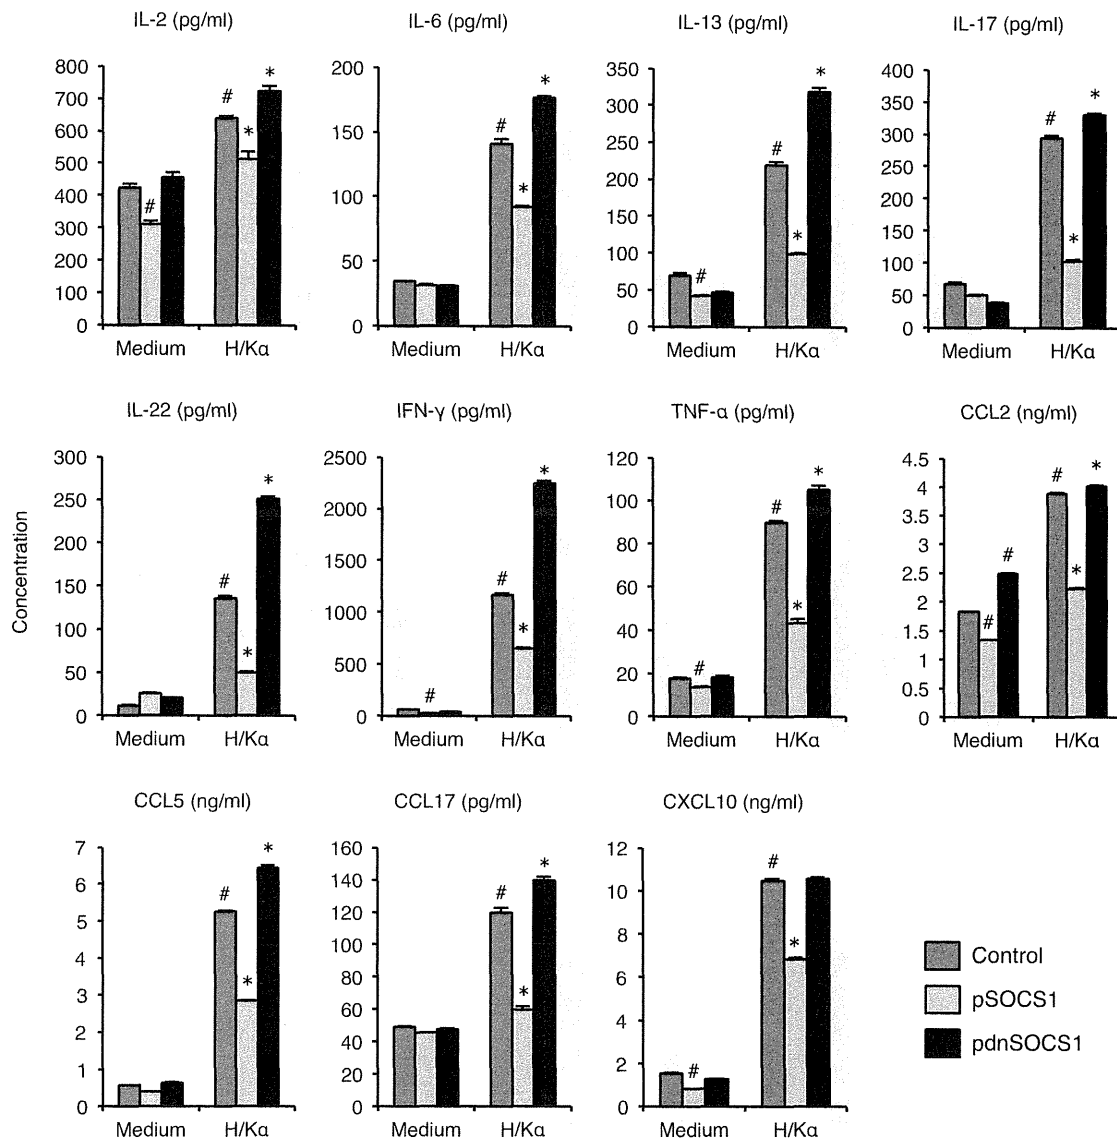 IL-2 (pg/ml) IL-6 (pg/ml) IL-13 (pg/ml) IL-17 (pg/ml)
800 700 600 500 400 300 200 100 0
# # * *
Medium H/Kα
200 150 100 50 0
# * *
Medium H/Kα
350 300 250 200 150 100 50 0
# # * *
Medium H/Kα
400 350 300 250 200 150 100 50 0
# * *
Medium H/Kα
Concentration
IL-22 (pg/ml) IFN-γ (pg/ml) TNF-α (pg/ml) CCL2 (ng/ml)
300 250 200 150 100 50 0
# * *
Medium H/Kα
2500 2000 1500 1000 500 0
# # * *
Medium H/Kα
120 100 80 60 40 20 0
# # * *
Medium H/Kα
4.5 4 3.5 3 2.5 2 1.5 1 0.5 0
# # # * *
Medium H/Kα
CCL5 (ng/ml) CCL17 (pg/ml) CXCL10 (ng/ml)
7 6 5 4 3 2 1 0
# * *
Medium H/Kα
160 140 120 100 80 60 40 20 0
# * *
Medium H/Kα
12 10 8 6 4 2 0
# # *
Medium H/Kα
Control
pSOCS1
pdnSOCS1